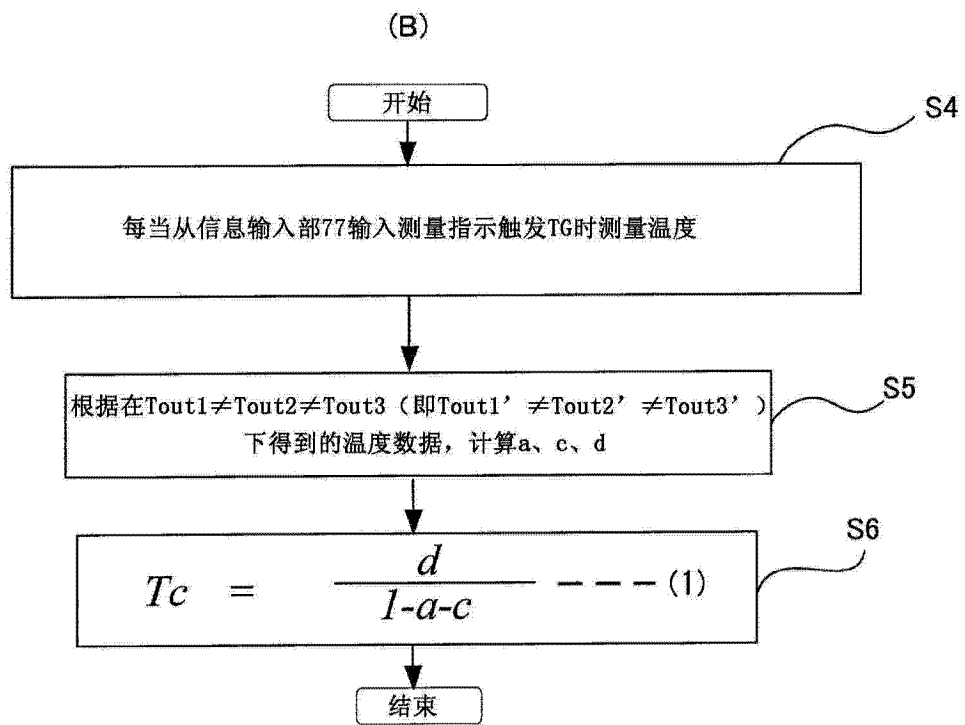 (B)
开始
S4
每当从信息输入部77输入测量指示触发TG时测量温度
S5
根据在Tout1≠Tout2≠Tout3（即Tout1’≠Tout2’≠Tout3’）
下得到的温度数据，计算a、c、d
S6
Tc = d / 1-a-c ---(1)
结束